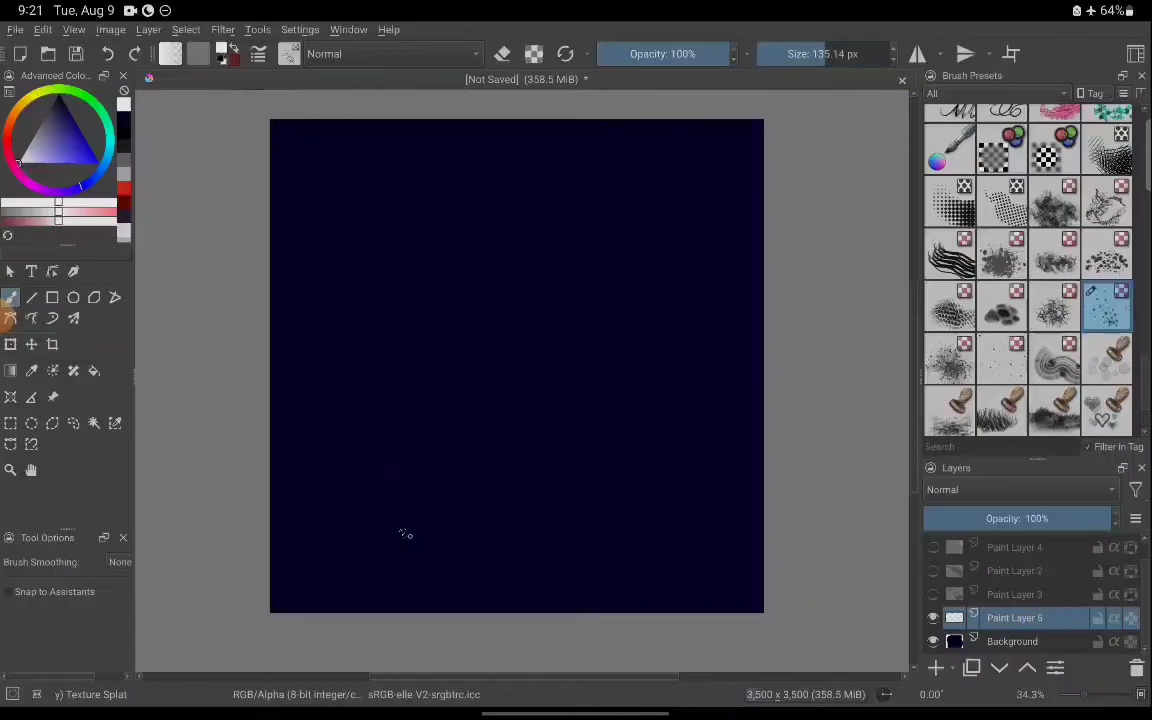 9:21 Tue, Aug 9 64%
File Edit View Image Layer Select Filter Tools Settings Window Help
Normal Opacity: 100% Size: 135.14 px
Advanced Colo... [Not Saved] (358.5 MiB) * Brush Presets
All Tag
Search Filter in Tag
Layers
Normal
Opacity: 100%
Tool Options
Paint Layer 4
Brush Smoothing: None
Paint Layer 2
Snap to Assistants
Paint Layer 3
Paint Layer 5
Background
y) Texture Splat RGB/Alpha (8-bit integer/c... sRGB-elle-V2-srgbtrc.icc 3,500 x 3,500 (358.5 MiB) 0.00° 34.3%